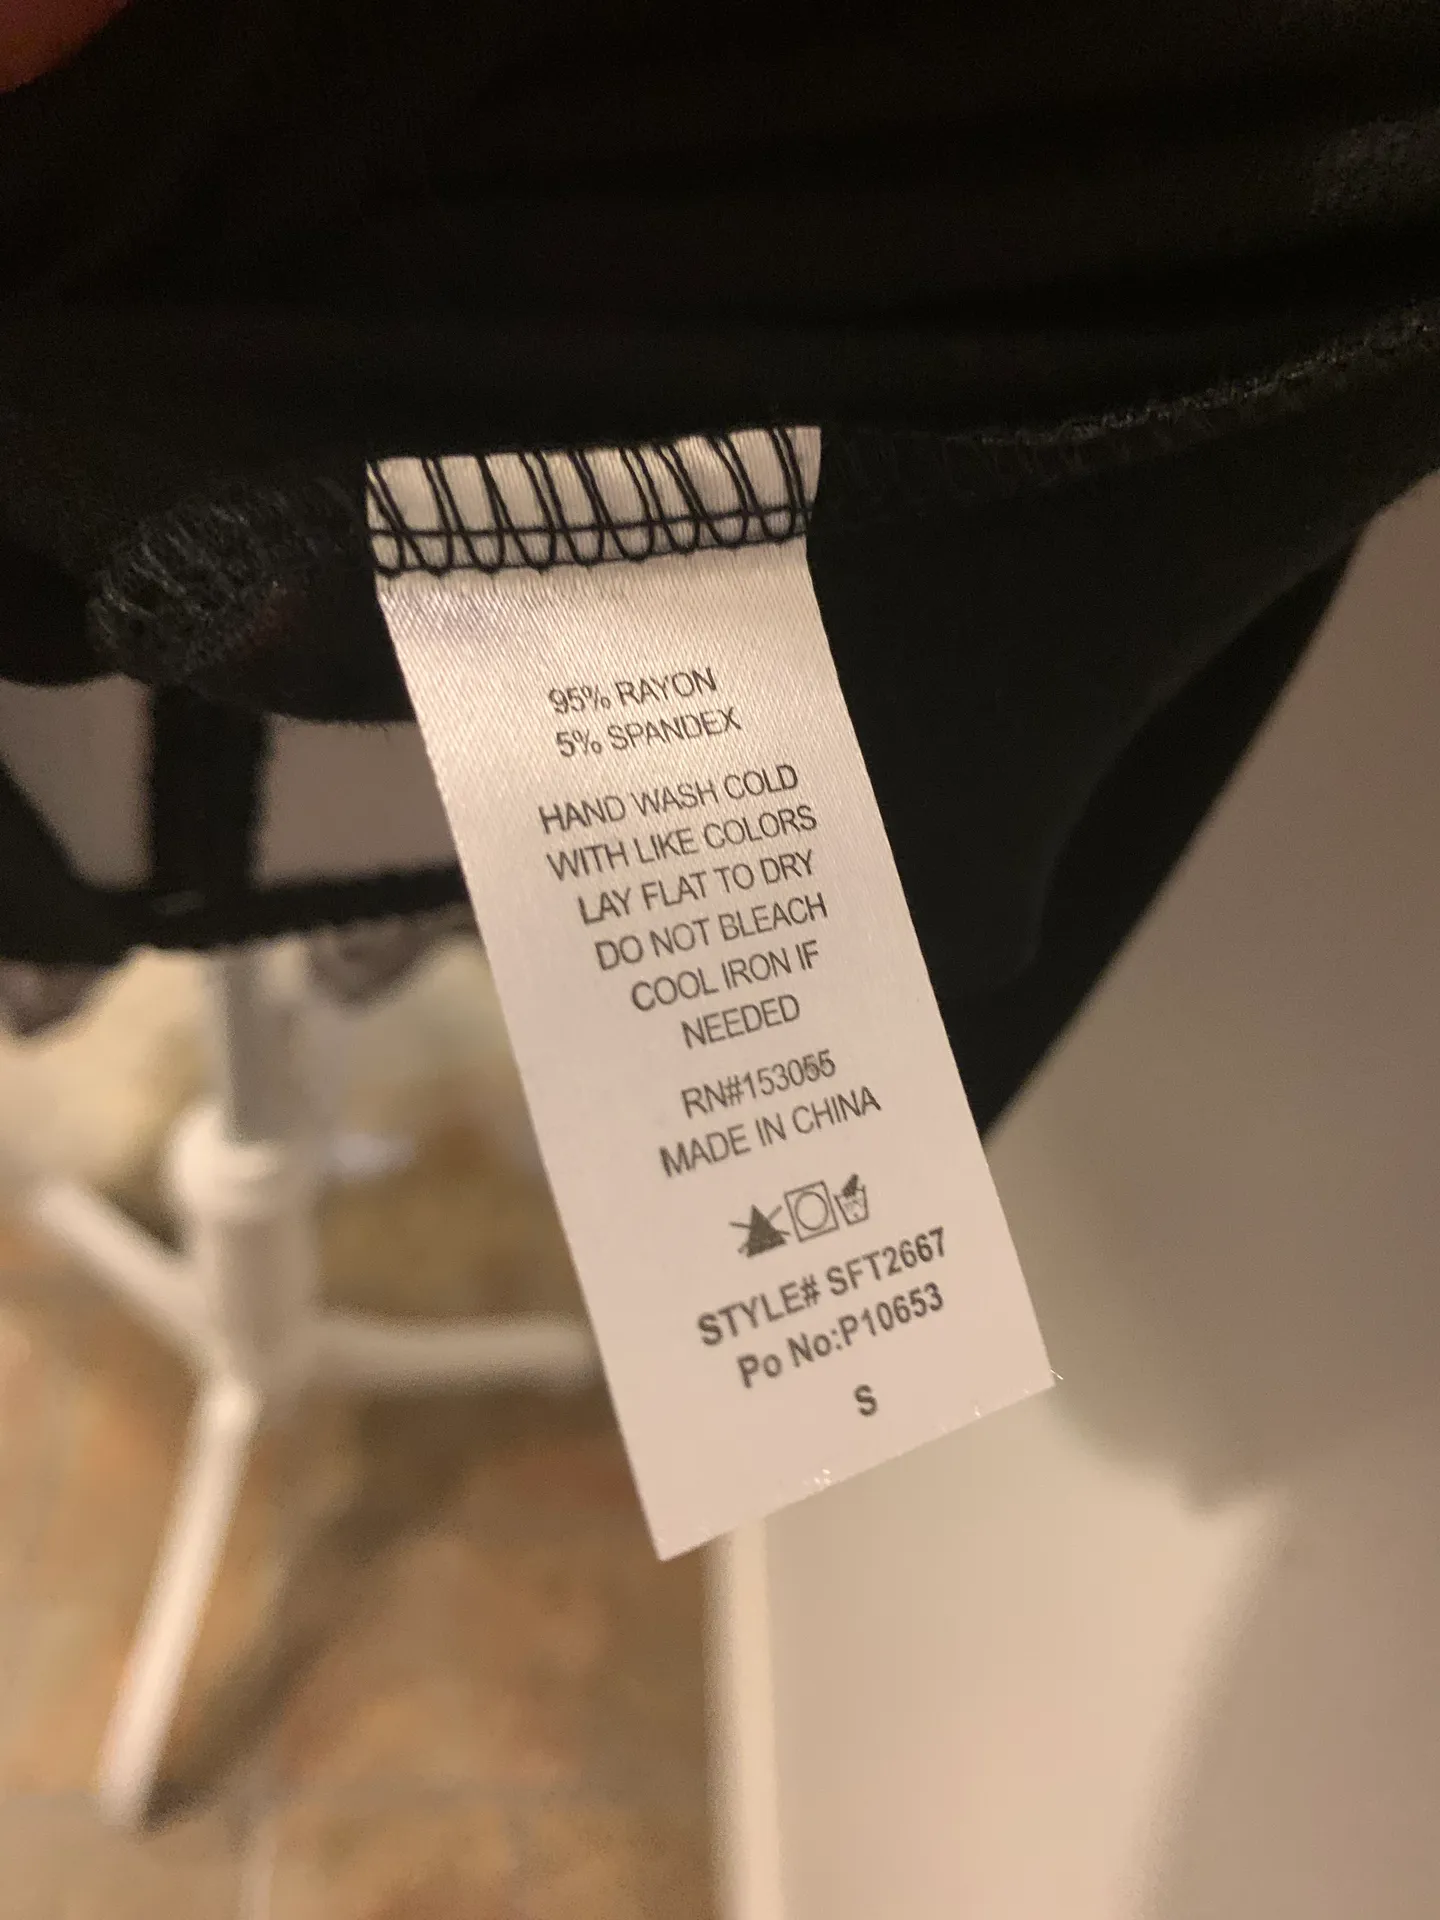 95% RAYON
5% SPANDEX
HAND WASH COLD
WITH LIKE COLORS
LAY FLAT TO DRY
DO NOT BLEACH
COOL IRON IF
NEEDED
RN#153055
MADE IN CHINA
STYLE# SFT2667
Po No:P10653
S